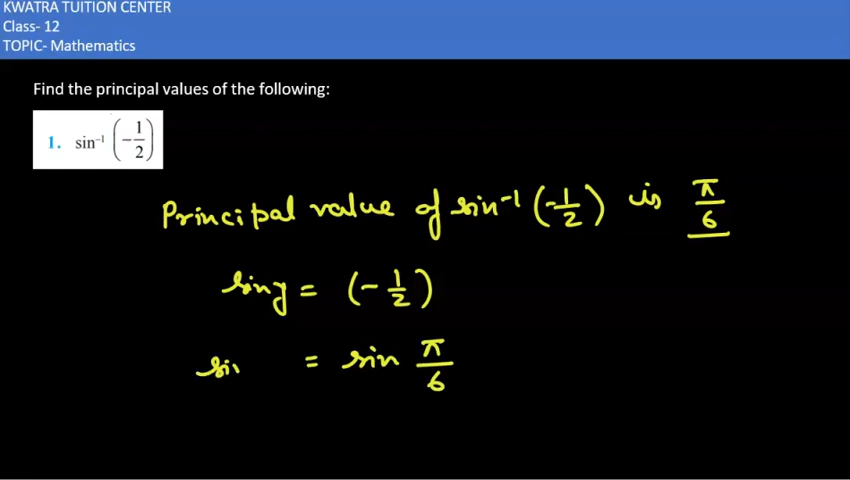 KWATRA TUITION CENTER
Class- 12
TOPIC- Mathematics
Find the principal values of the following:
1. sin⁻¹ (-1/2)
Principal value of sin⁻¹ (-1/2) is π/6
sin y = (-1/2)
sin = sin π/6